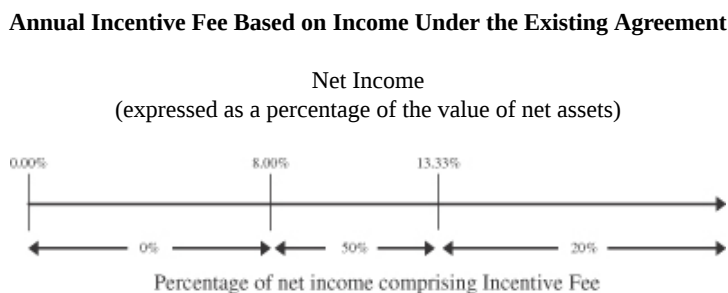 Annual Incentive Fee Based on Income Under the Existing Agreement
Net Income
(expressed as a percentage of the value of net assets)
0.00% 8.00% 13.33%
0% 50% 20%
Percentage of net income comprising Incentive Fee